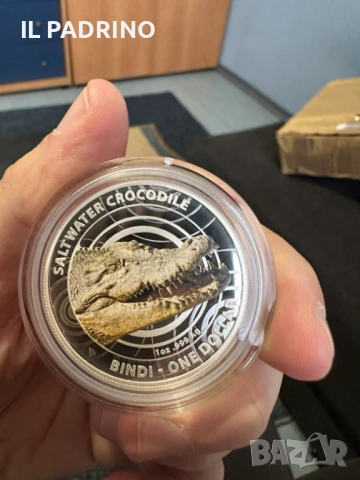 IL PADRINO
SALTWATER CROCODILE
1oz .999 Ag
BINDI - ONE DOLLAR
BAZAR